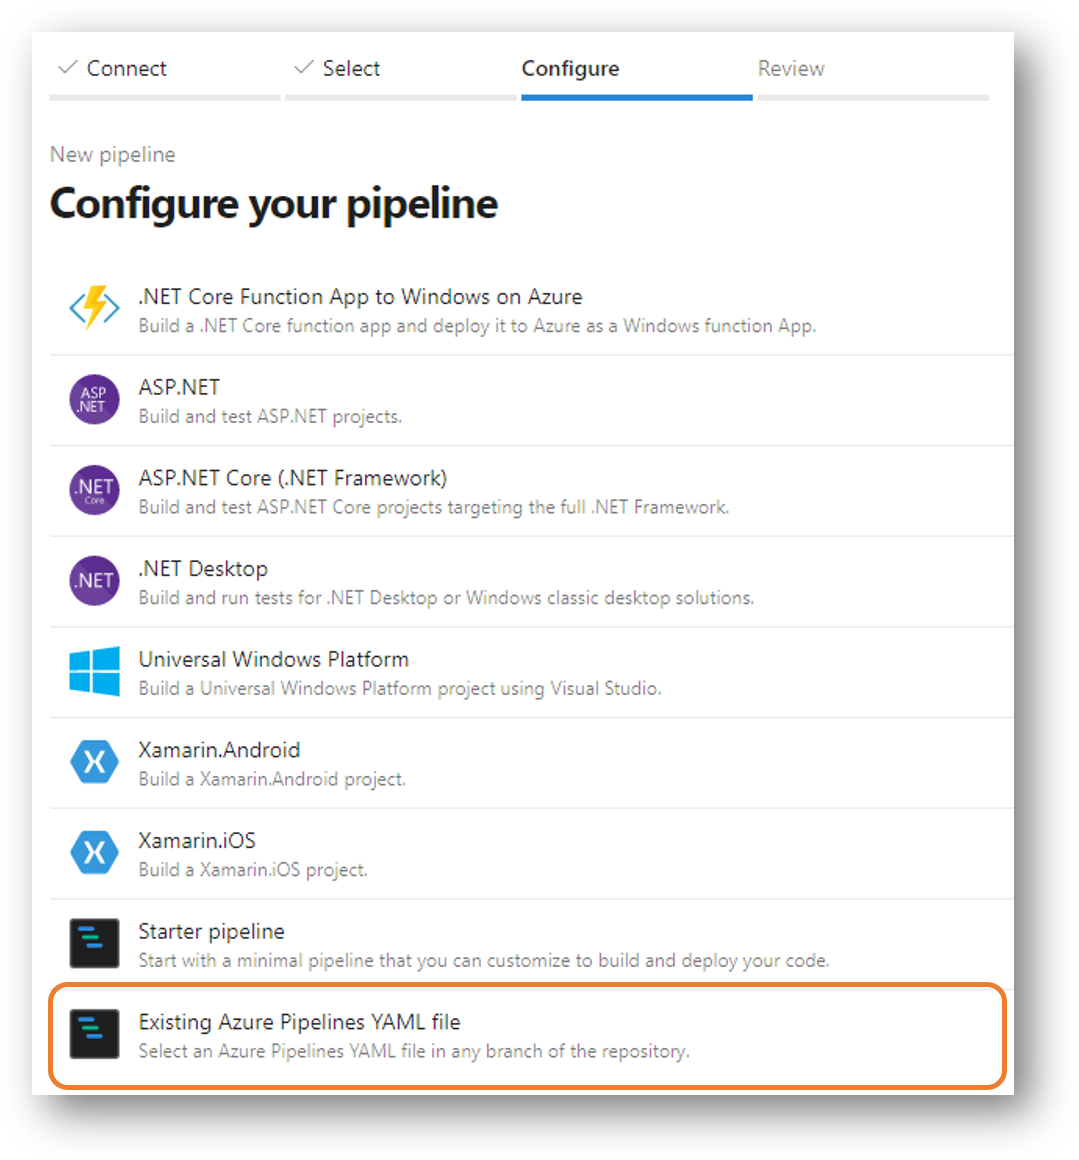 Connect
Select
Configure
Review
New pipeline
Configure your pipeline
.NET Core Function App to Windows on Azure
Build a .NET Core function app and deploy it to Azure as a Windows function App.
ASP
.NET
ASP.NET
Build and test ASP.NET projects.
.NET
Core
ASP.NET Core (.NET Framework)
Build and test ASP.NET Core projects targeting the full .NET Framework.
.NET
.NET Desktop
Build and run tests for .NET Desktop or Windows classic desktop solutions.
Universal Windows Platform
Build a Universal Windows Platform project using Visual Studio.
X
Xamarin.Android
Build a Xamarin.Android project.
X
Xamarin.iOS
Build a Xamarin.iOS project.
Starter pipeline
Start with a minimal pipeline that you can customize to build and deploy your code.
Existing Azure Pipelines YAML file
Select an Azure Pipelines YAML file in any branch of the repository.